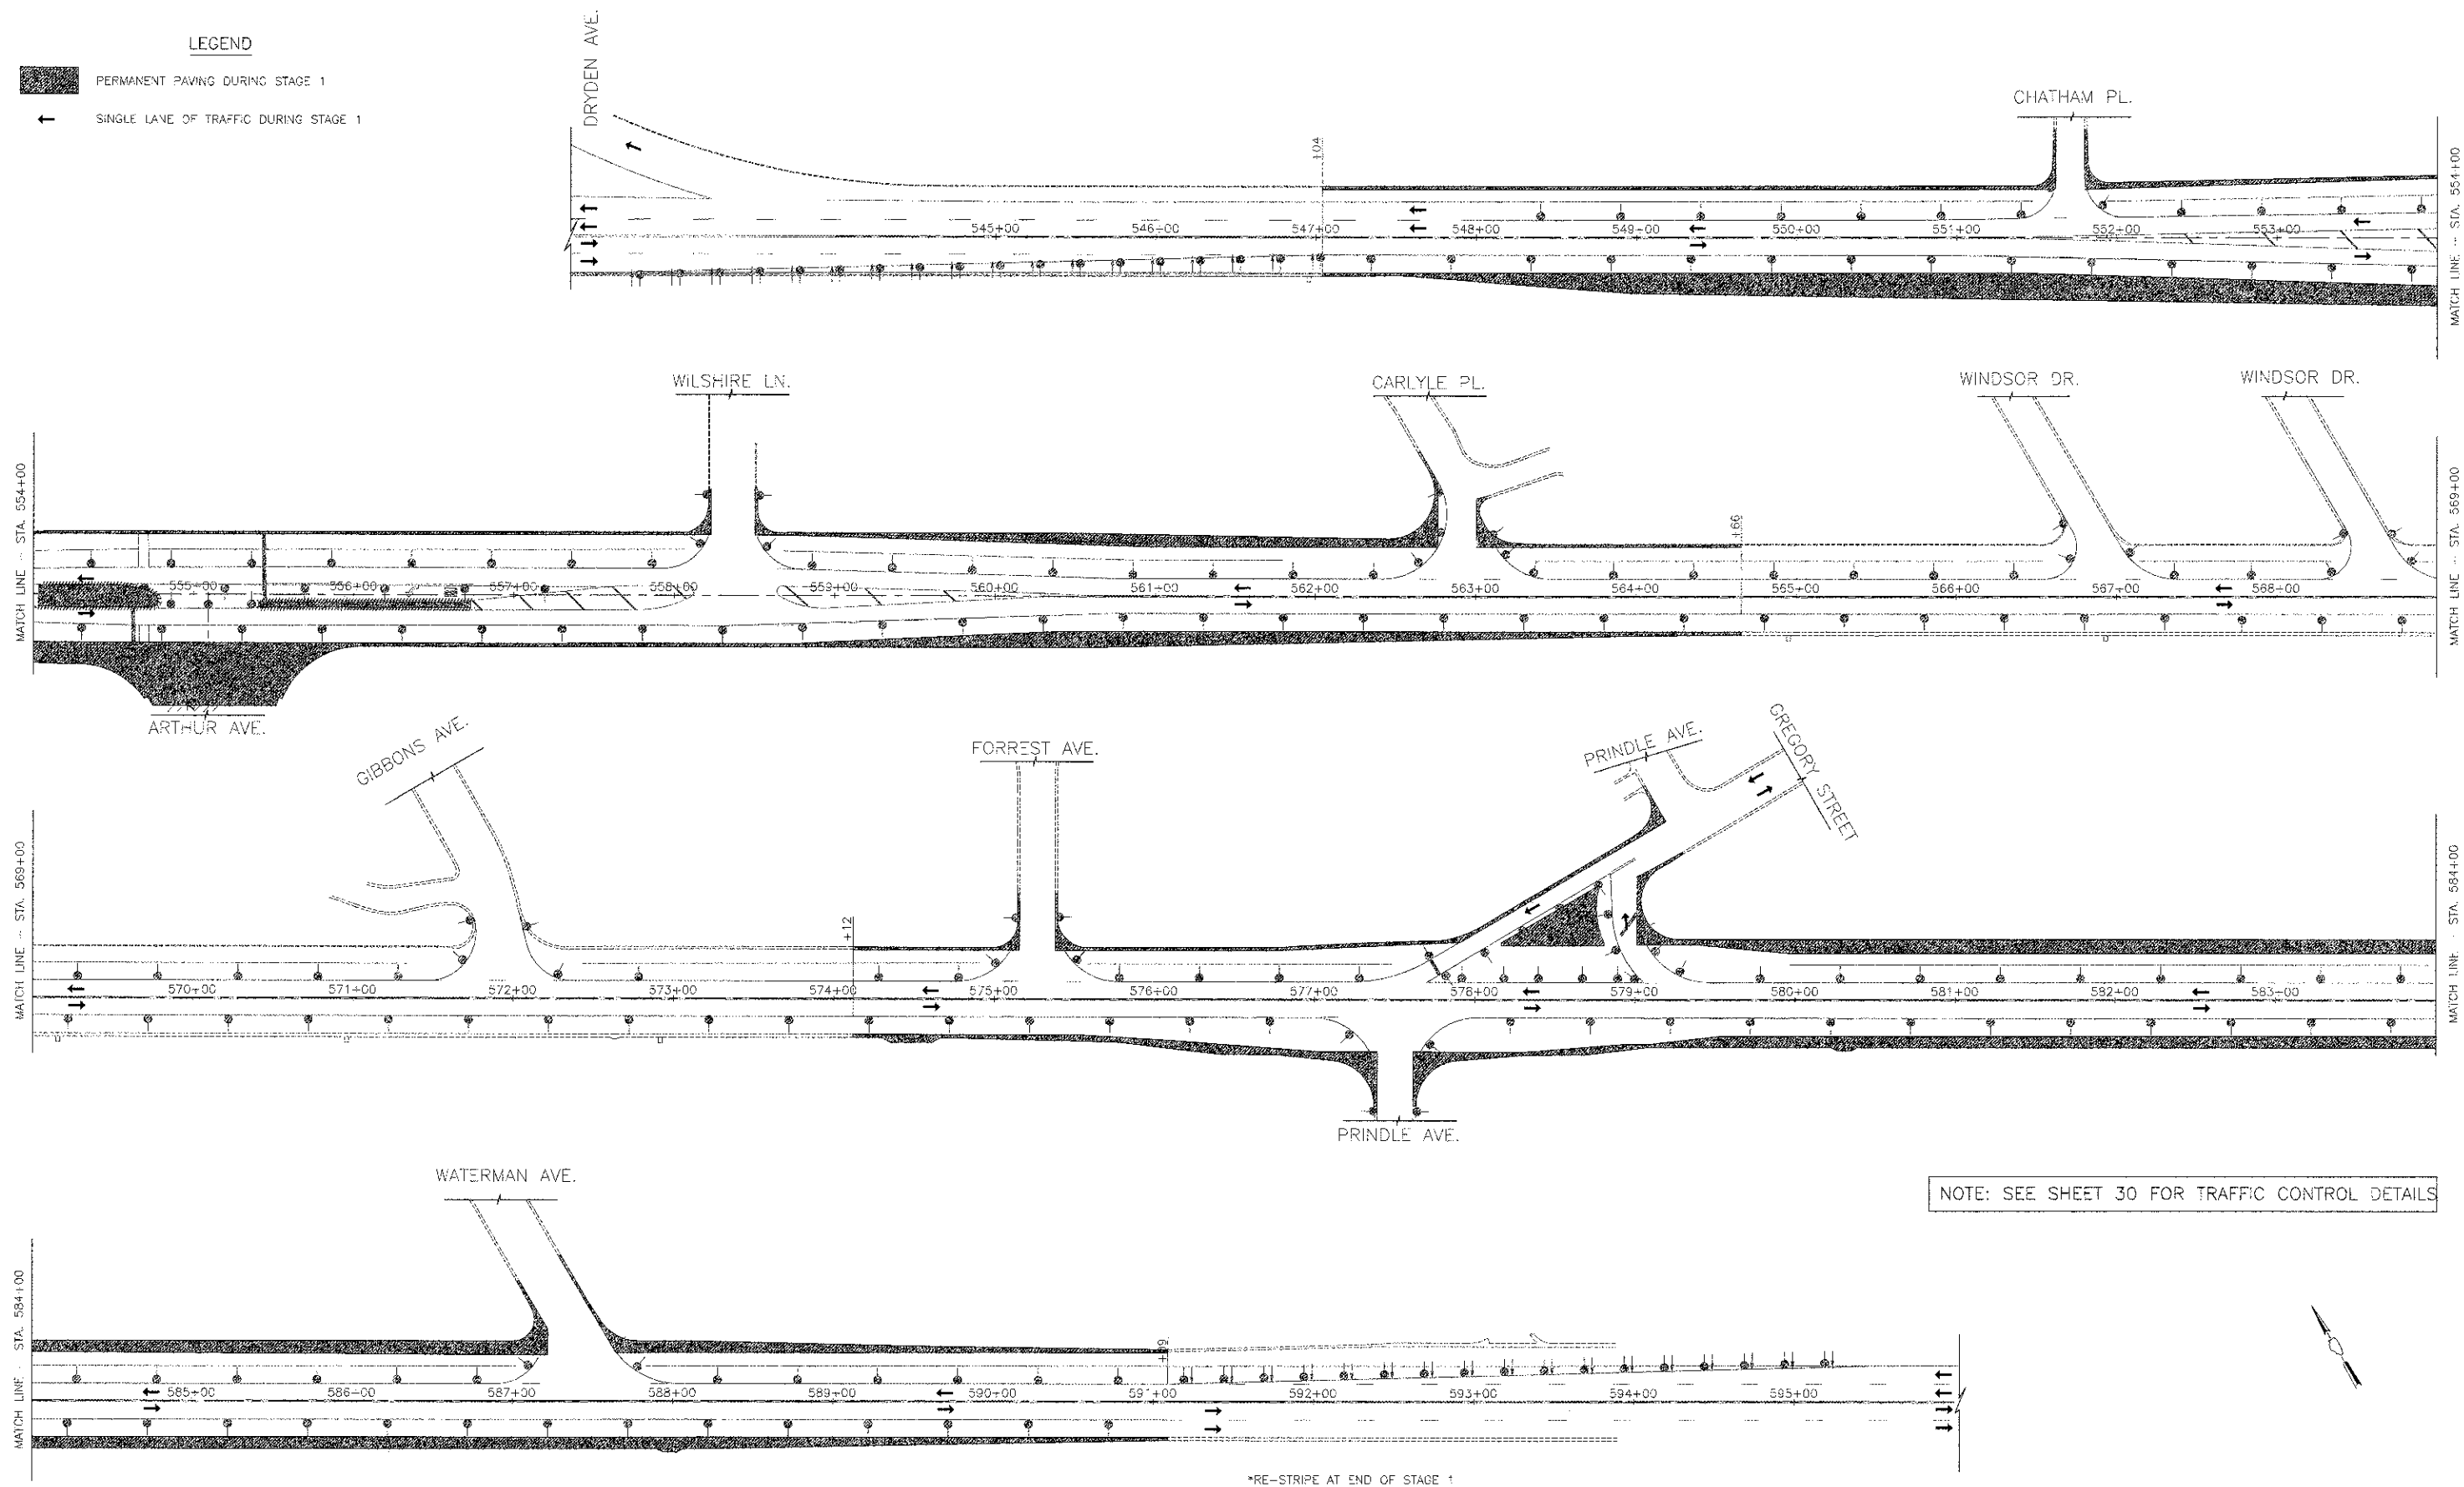 LEGEND
PERMANENT PAVING DURING STAGE 1
SINGLE LANE OF TRAFFIC DURING STAGE 1
DRYDEN AVE.
CHATHAM PL.
+04
545+00 546+00 547+00 548+00 549+00 550+00 551+00 552+00 553+00
MATCH LINE - STA. 554+00
WILSHIRE LN.
CARLYLE PL.
WINDSOR DR.
WINDSOR DR.
MATCH LINE - STA. 554+00
+66
555+00 556+00 557+00 558+00 559+00 560+00 561+00 562+00 563+00 564+00 565+00 566+00 567+00 568+00
MATCH LINE - STA. 569+00
ARTHUR AVE.
GIBBONS AVE.
FORREST AVE.
PRINDLE AVE.
GREGORY STREET
MATCH LINE - STA. 569+00
+12
570+00 571+00 572+00 573+00 574+00 575+00 576+00 577+00 578+00 579+00 580+00 581+00 582+00 583+00
MATCH LINE - STA. 584+00
PRINDLE AVE.
WATERMAN AVE.
NOTE: SEE SHEET 30 FOR TRAFFIC CONTROL DETAILS
MATCH LINE - STA. 584+00
585+00 586+00 587+00 588+00 589+00 590+00 591+00 592+00 593+00 594+00 595+00
*RE-STRIPE AT END OF STAGE 1